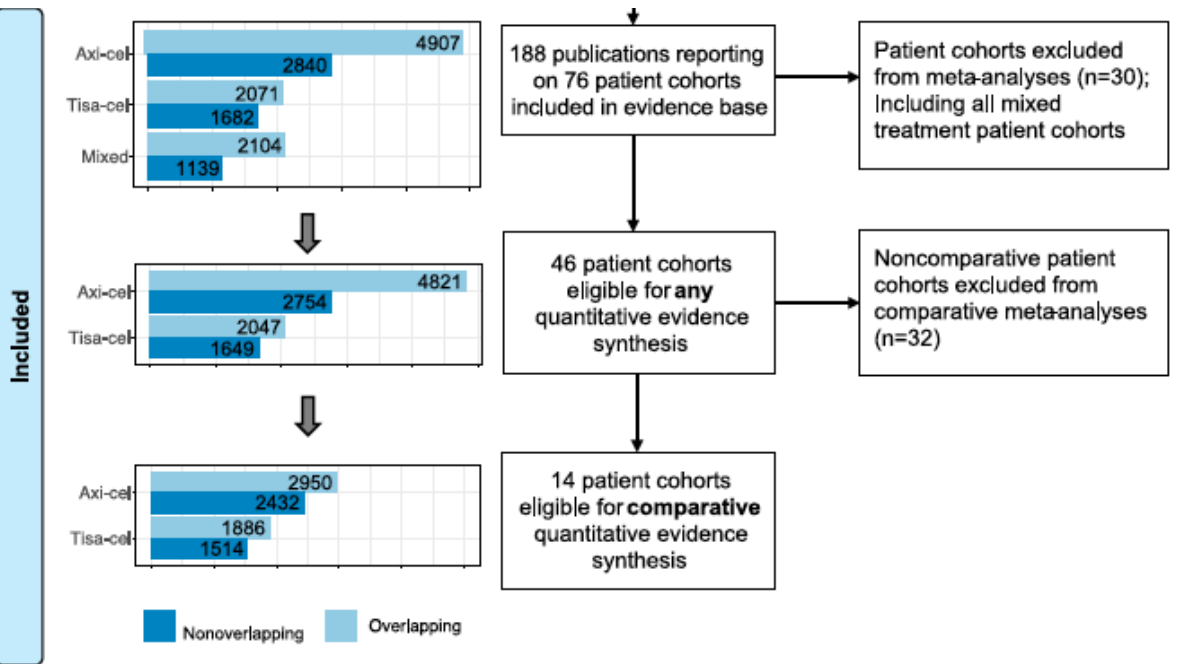 Included
Axi-cel
4907
2840
Tisa-cel
2071
1682
Mixed
2104
1139
188 publications reporting
on 76 patient cohorts
included in evidence base
Patient cohorts excluded
from meta-analyses (n=30);
Including all mixed
treatment patient cohorts
Axi-cel
4821
2754
Tisa-cel
2047
1649
46 patient cohorts
eligible for any
quantitative evidence
synthesis
Noncomparative patient
cohorts excluded from
comparative meta-analyses
(n=32)
Axi-cel
2950
2432
Tisa-cel
1886
1514
14 patient cohorts
eligible for comparative
quantitative evidence
synthesis
Nonoverlapping
Overlapping